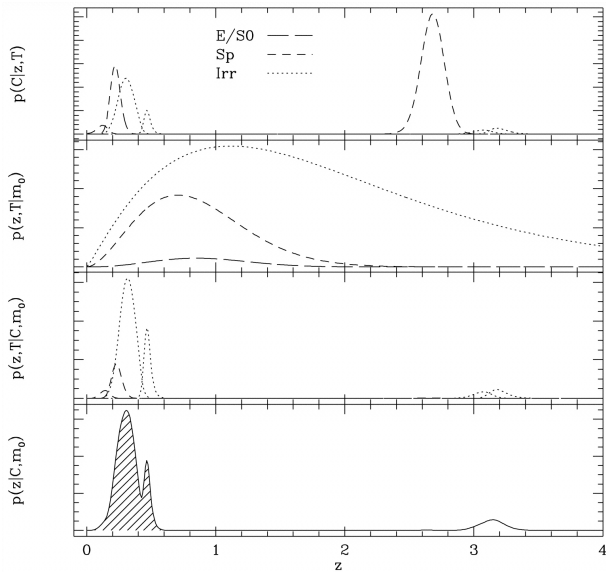 p(C|z,T)
E/S0
Sp
Irr
p(z,T|m₀)
p(z,T|C,m₀)
p(z|C,m₀)
0 1 2 3 4
z